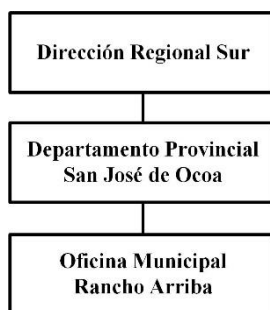 Dirección Regional Sur
Departamento Provincial
San José de Ocoa
Oficina Municipal
Rancho Arriba